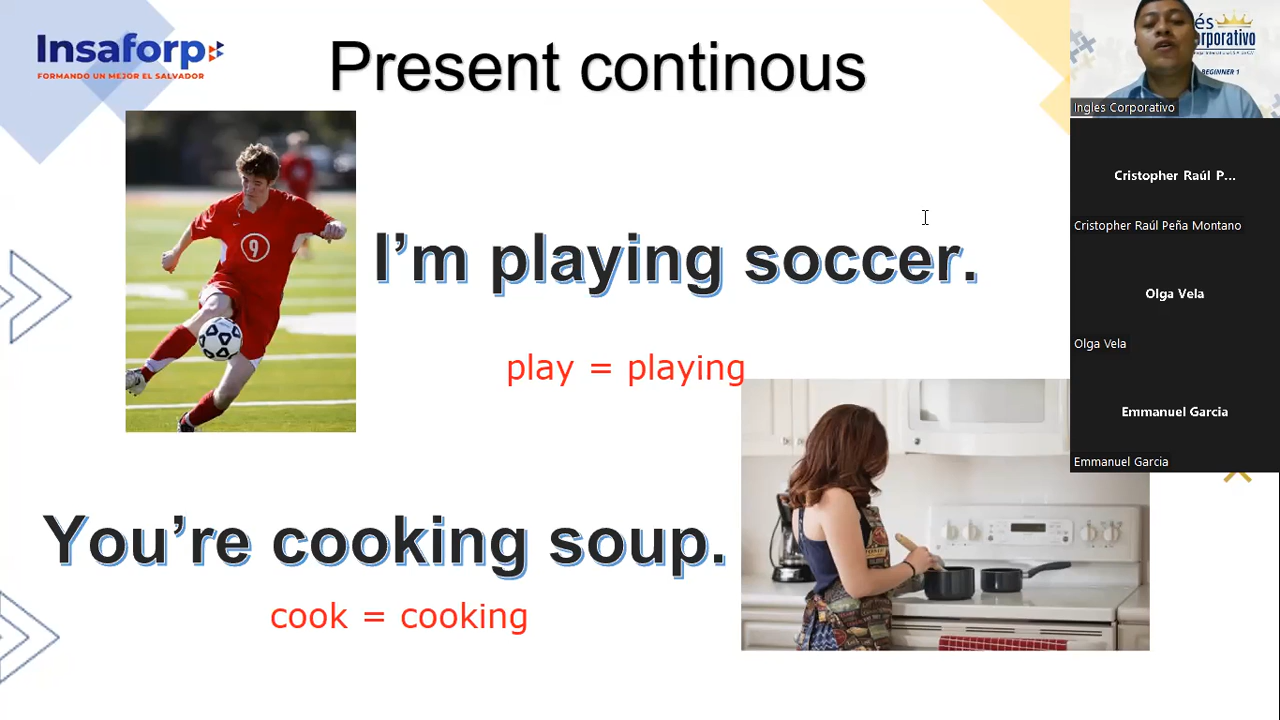 Insaforp
FORMANDO UN MEJOR EL SALVADOR
Present continous
9
I'm playing soccer.
play = playing
You're cooking soup.
cook = cooking
és
rporativo
BEGINNER 1
Ingles Corporativo
Cristopher Raúl P...
Cristopher Raúl Peña Montano
Olga Vela
Olga Vela
Emmanuel Garcia
Emmanuel Garcia